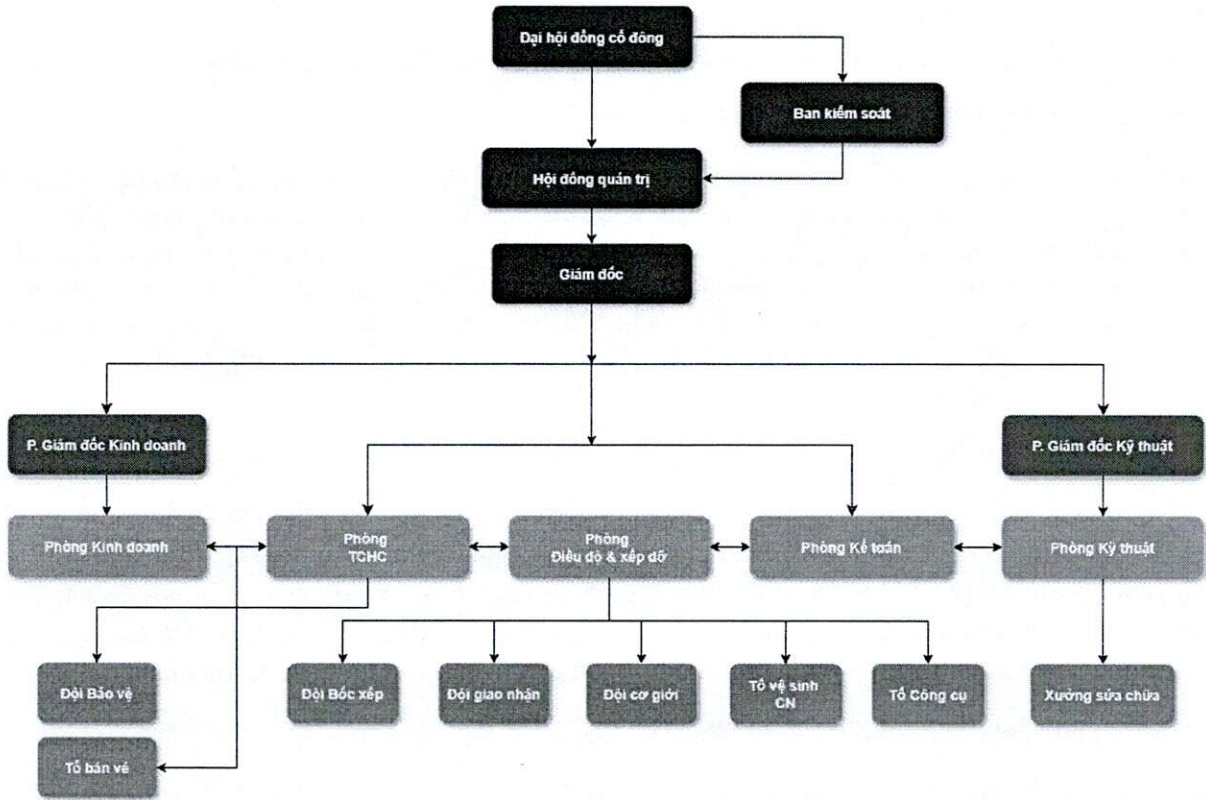 Đại hội đồng cổ đông
Ban kiểm soát
Hội đồng quản trị
Giám đốc
P. Giám đốc Kinh doanh
P. Giám đốc Kỹ thuật
Phòng Kinh doanh
Phòng
TCHC
Phòng
Điều độ & xếp dỡ
Phòng Kế toán
Phòng Kỹ thuật
Đội Bảo vệ
Đội Bốc xếp
Đội giao nhận
Đội cơ giới
Tổ vệ sinh
CN
Tổ Công cụ
Xưởng sửa chữa
Tổ bán vé